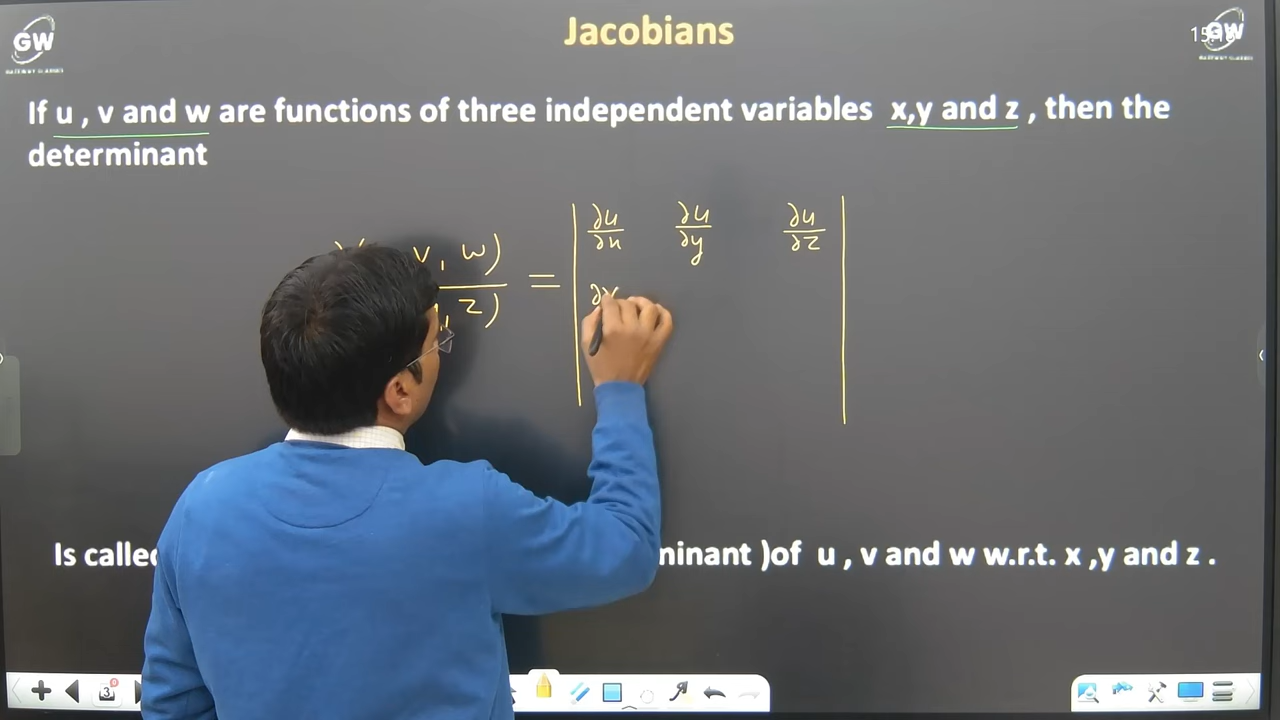 Jacobians
GW
GW
If u , v and w are functions of three independent variables x,y and z , then the
determinant
v, w) = | ∂u/∂x ∂u/∂y ∂u/∂z |
, z)
∂v
Is called )of u , v and w w.r.t. x ,y and z .
3